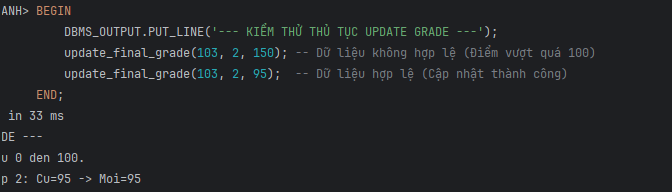 ANH> BEGIN
DBMS_OUTPUT.PUT_LINE('--- KIỂM THỬ THỦ TỤC UPDATE GRADE ---');
update_final_grade(103, 2, 150); -- Dữ liệu không hợp lệ (Điểm vượt quá 100)
update_final_grade(103, 2, 95); -- Dữ liệu hợp lệ (Cập nhật thành công)
END;
in 33 ms
DE ---
u 0 den 100.
p 2: Cu=95 -> Moi=95